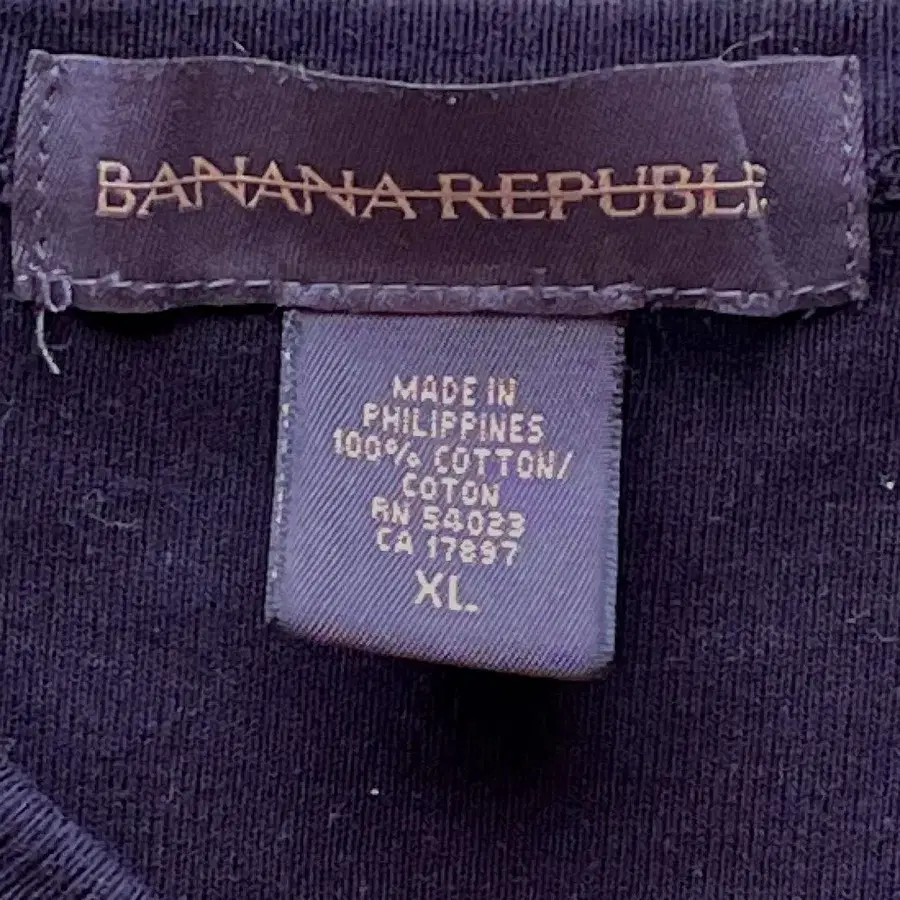 BANANA REPUBLI
MADE IN
PHILIPPINES
100% COTTON/
COTON
RN 54023
CA 17897
XL